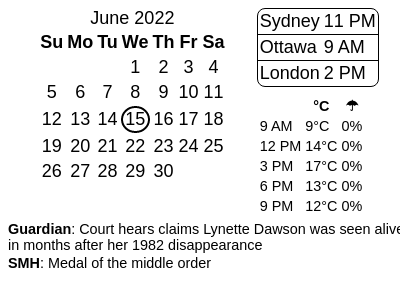 June 2022
Su Mo Tu We Th Fr Sa
1 2 3 4
5 6 7 8 9 10 11
12 13 14 15 16 17 18
19 20 21 22 23 24 25
26 27 28 29 30
Sydney 11 PM
Ottawa 9 AM
London 2 PM
°C ☂
9 AM 9°C 0%
12 PM 14°C 0%
3 PM 17°C 0%
6 PM 13°C 0%
9 PM 12°C 0%
Guardian: Court hears claims Lynette Dawson was seen alive
in months after her 1982 disappearance
SMH: Medal of the middle order